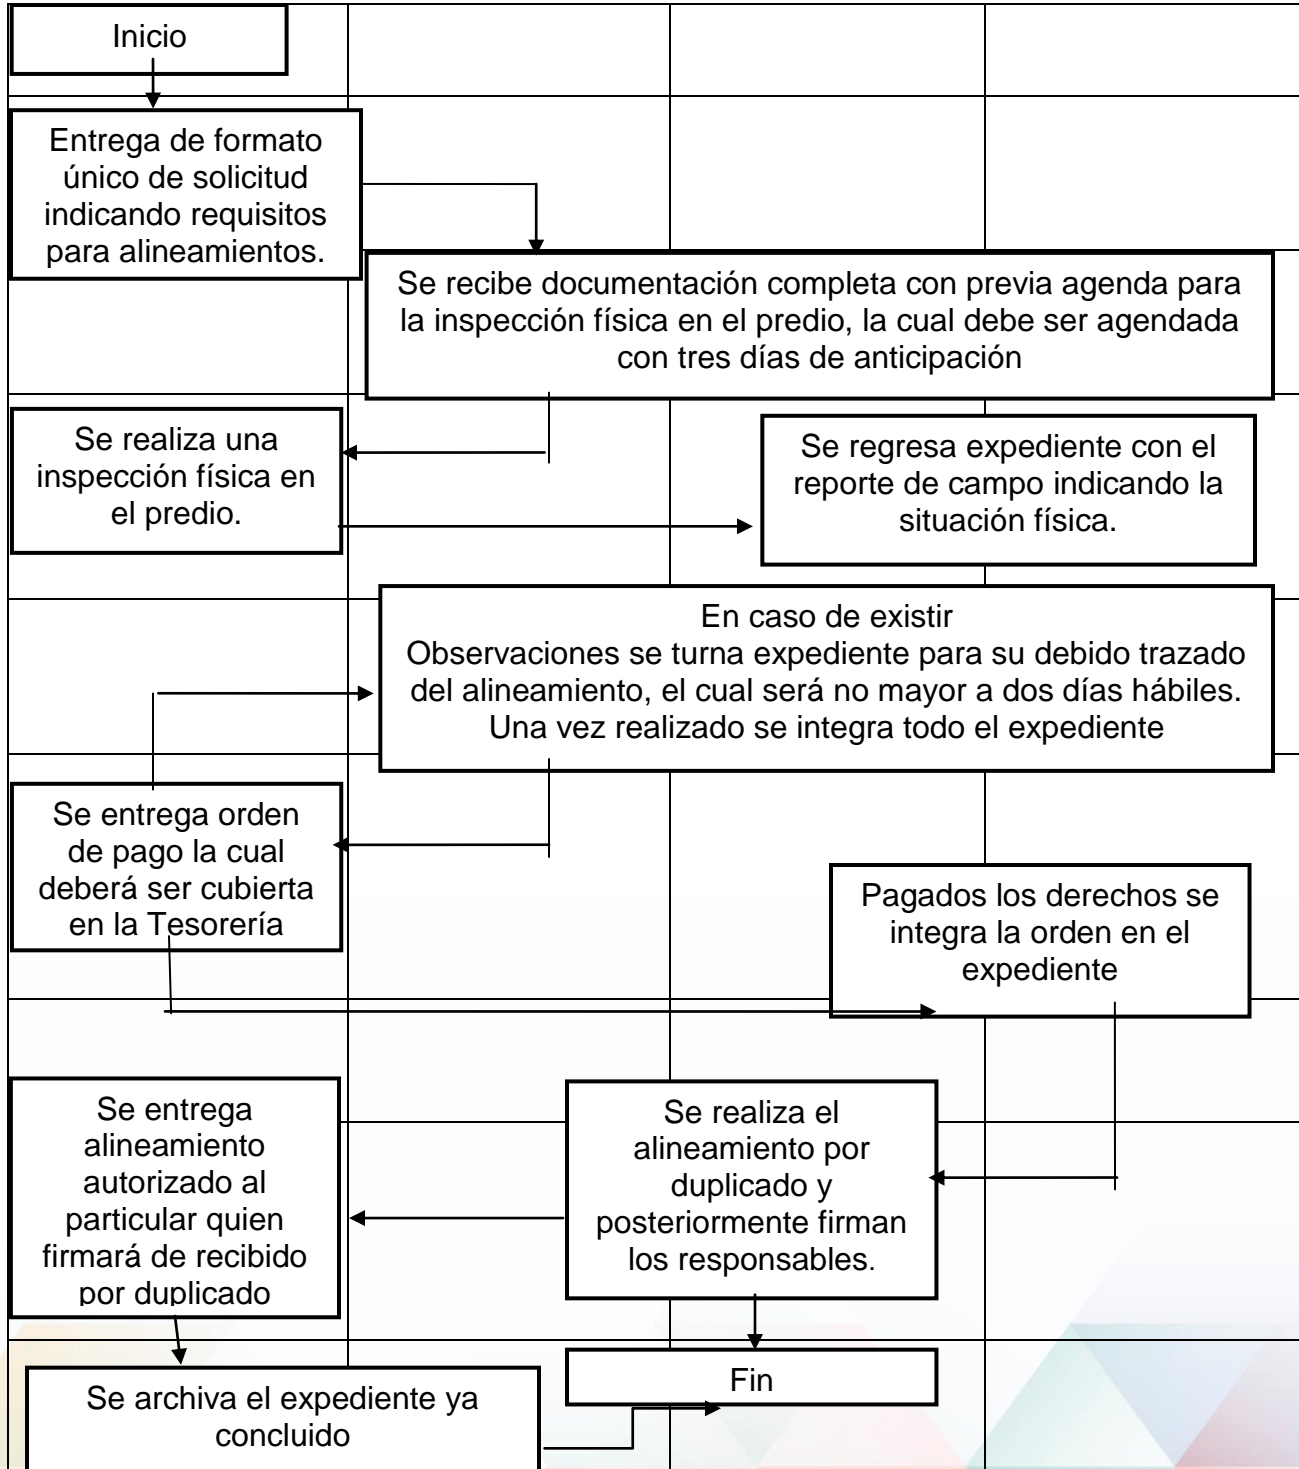 Inicio
Entrega de formato
único de solicitud
indicando requisitos
para alineamientos.
Se recibe documentación completa con previa agenda para
la inspección física en el predio, la cual debe ser agendada
con tres días de anticipación
Se realiza una
inspección física en
el predio.
Se regresa expediente con el
reporte de campo indicando la
situación física.
En caso de existir
Observaciones se turna expediente para su debido trazado
del alineamiento, el cual será no mayor a dos días hábiles.
Una vez realizado se integra todo el expediente
Se entrega orden
de pago la cual
deberá ser cubierta
en la Tesorería
Pagados los derechos se
integra la orden en el
expediente
Se entrega
alineamiento
autorizado al
particular quien
firmará de recibido
por duplicado
Se realiza el
alineamiento por
duplicado y
posteriormente firman
los responsables.
Fin
Se archiva el expediente ya
concluido